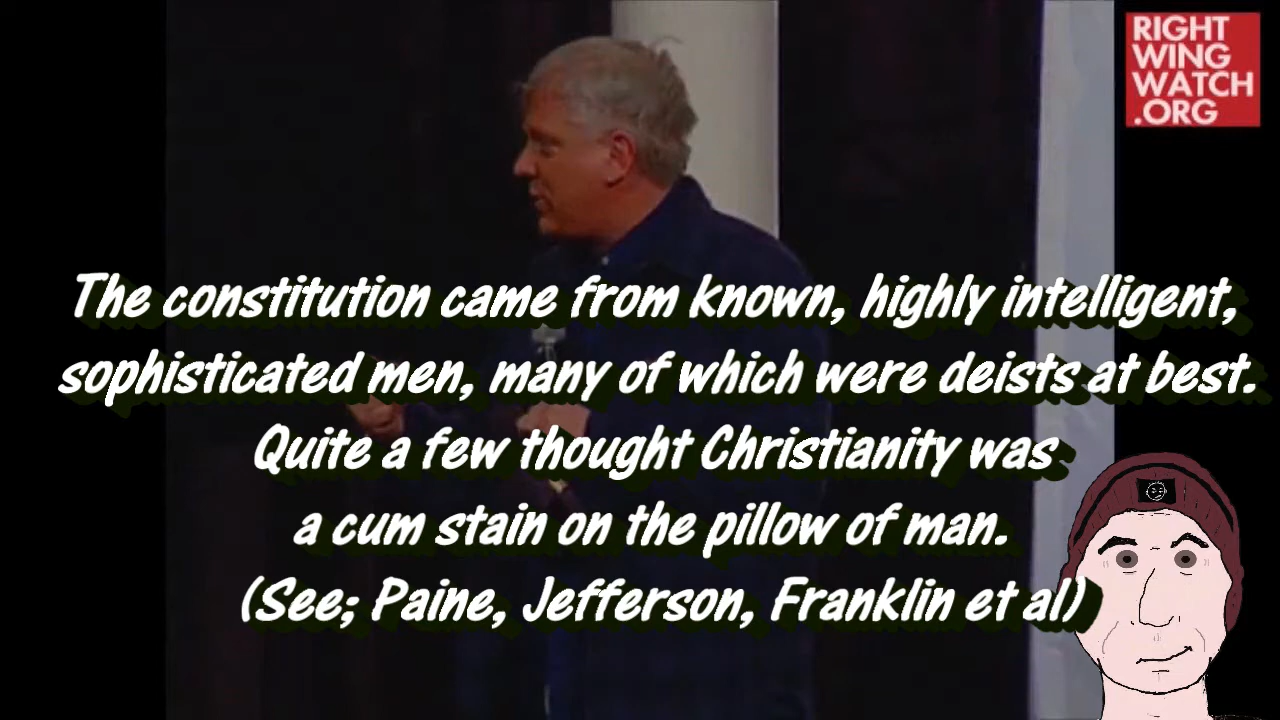 RIGHT
WING
WATCH
.ORG
The constitution came from known, highly intelligent,
sophisticated men, many of which were deists at best.
Quite a few thought Christianity was
a cum stain on the pillow of man.
(See; Paine, Jefferson, Franklin et al)